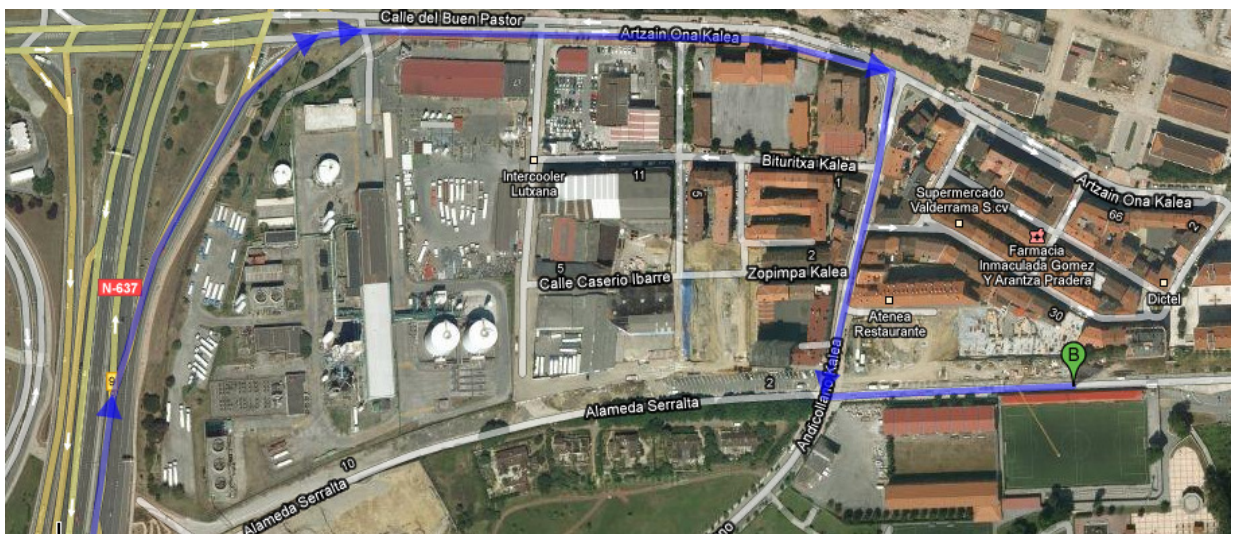 Calle del Buen Pastor
Artzain Ona Kalea
Bituritxa Kalea
Intercooler
Lutxana
11
5
1
Supermercado
Valderrama S.cv
Artzain Ona Kalea
66
2
Farmacia
Inmaculada Gomez
Y Arantza Pradera
2
5
Calle Caserio Ibarre
Zopimpa Kalea
N-637
Dictel
Atenea
Restaurante
30
9
B
2
Andicollano Kalea
Alameda Serralta
10
Alameda Serralta